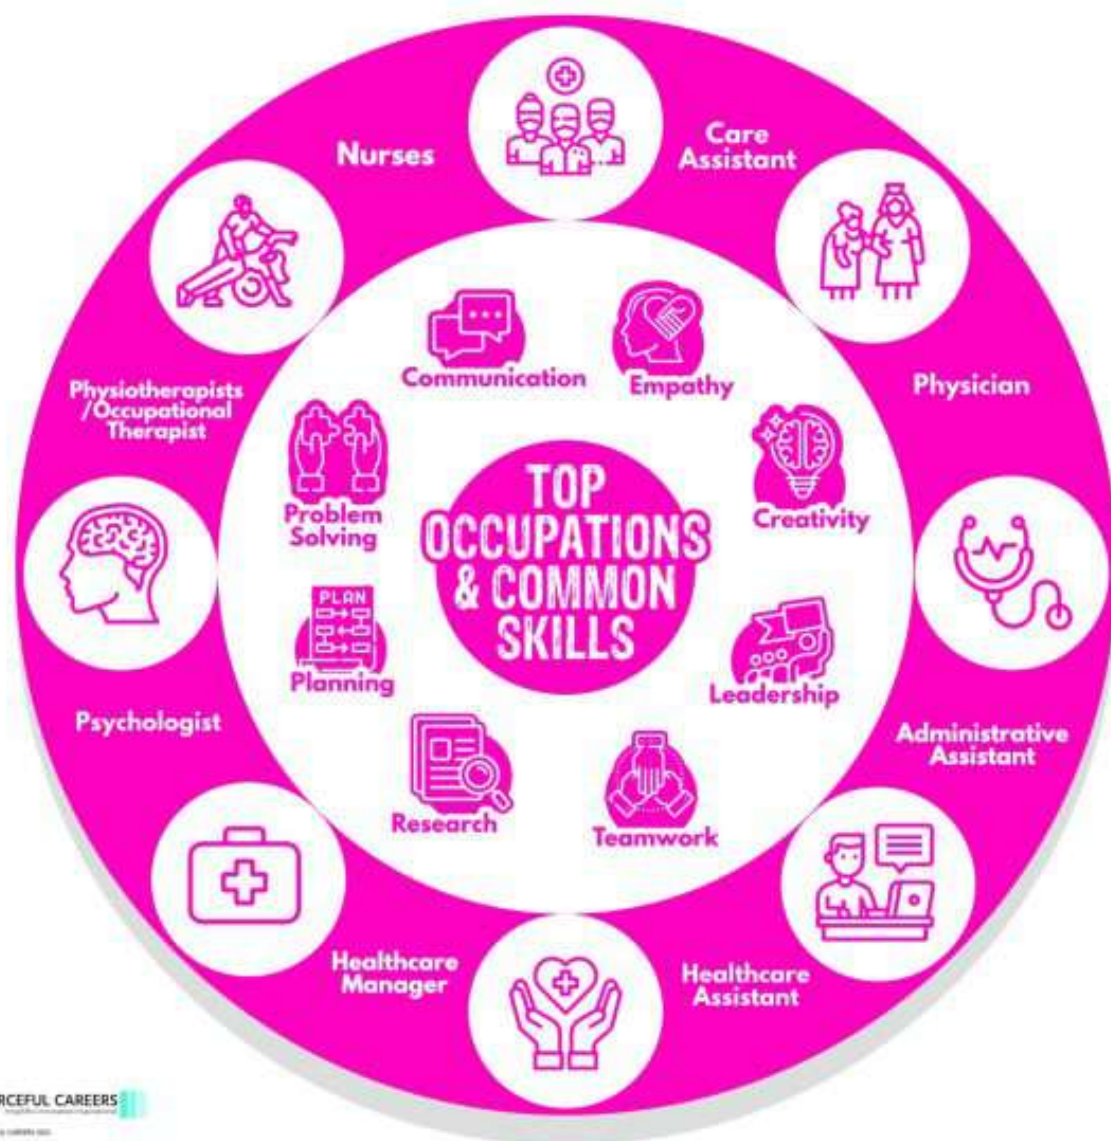 Nurses
Care
Assistant
Physician
Administrative
Assistant
Healthcare
Assistant
Healthcare
Manager
Psychologist
Physiotherapists
/Occupational
Therapist
Communication
Empathy
Creativity
Leadership
Teamwork
Research
PLAN
Planning
Problem
Solving
TOP
OCCUPATIONS
& COMMON
SKILLS
RCEFUL CAREERS